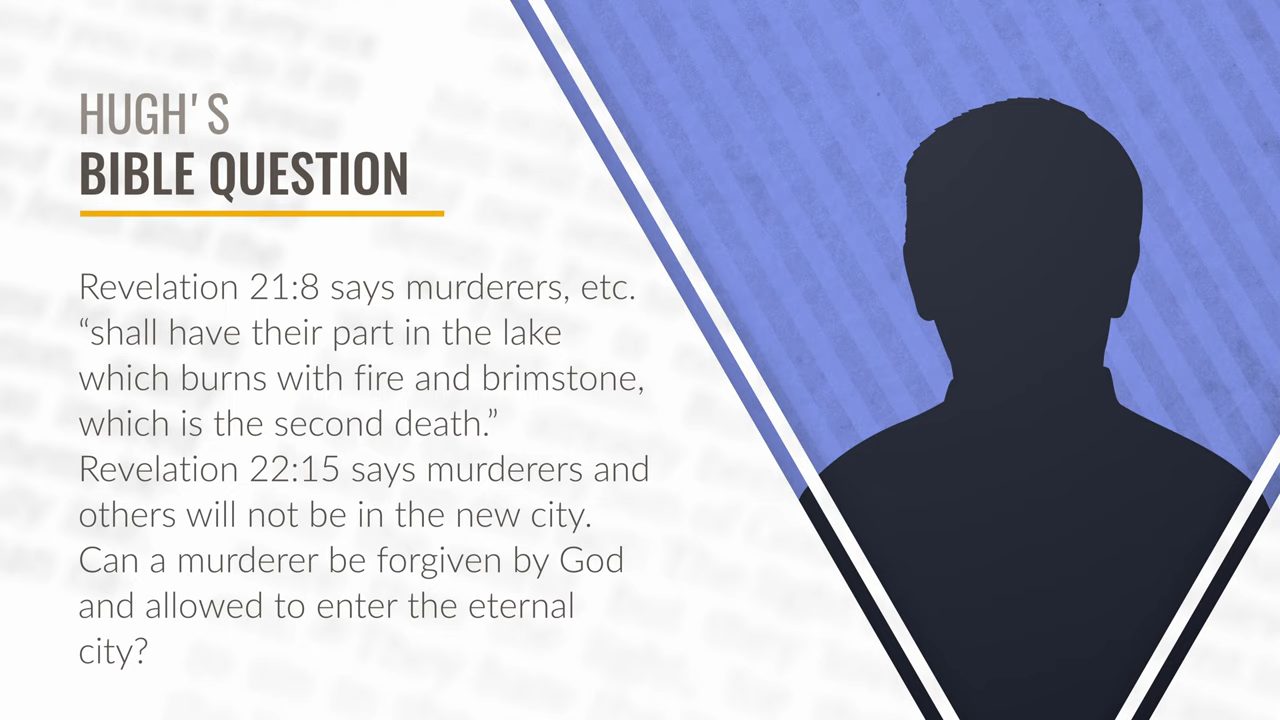 HUGH'S
BIBLE QUESTION
Revelation 21:8 says murderers, etc.
“shall have their part in the lake
which burns with fire and brimstone,
which is the second death.”
Revelation 22:15 says murderers and
others will not be in the new city.
Can a murderer be forgiven by God
and allowed to enter the eternal
city?